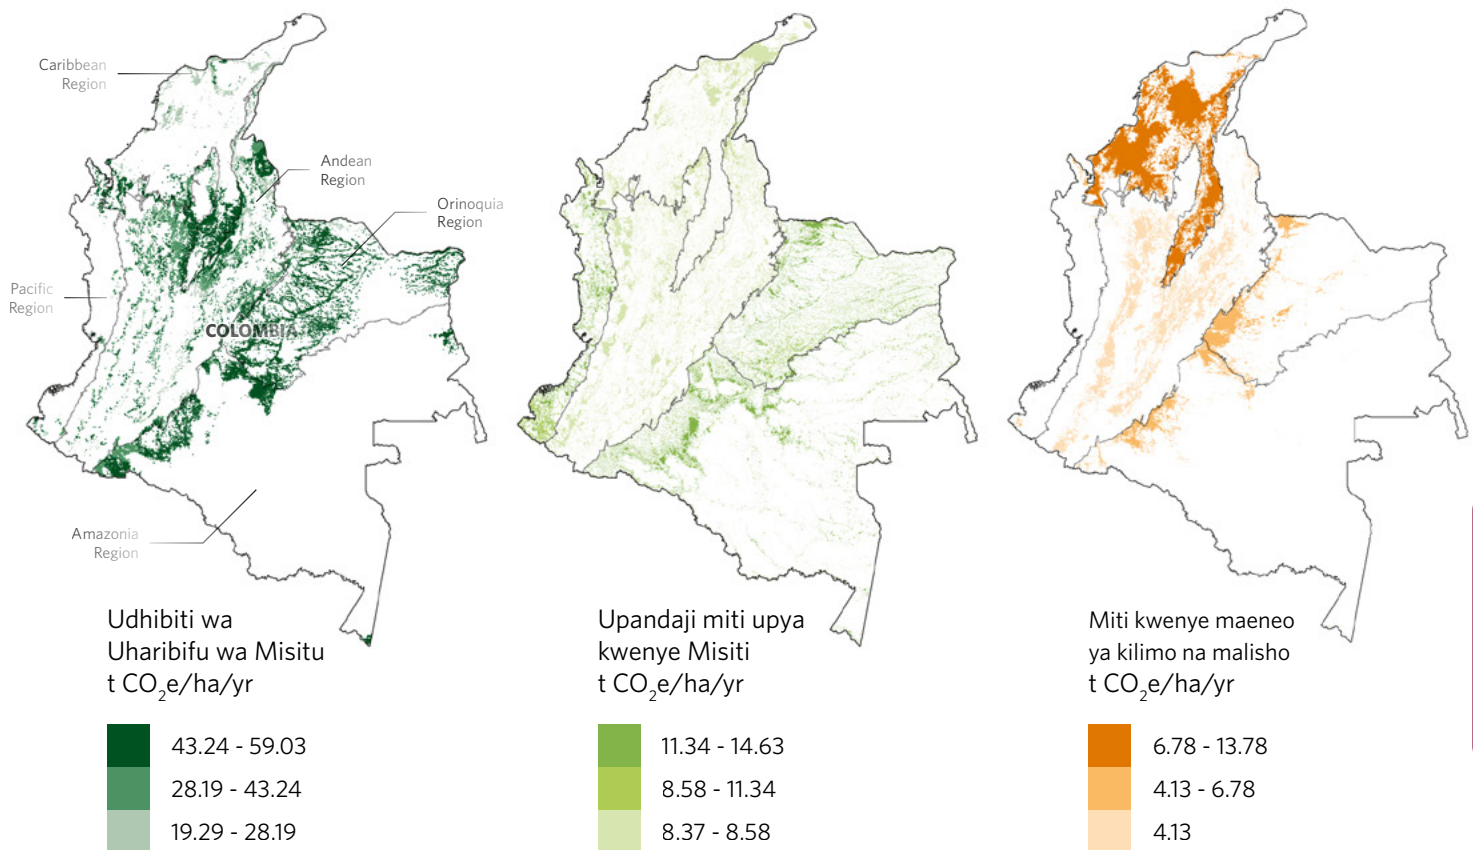 Caribbean
Region
Andean
Region
Orinoquia
Region
Pacific
Region
COLOMBIA
Amazonia
Region
Udhibiti wa
Uharibifu wa Misitu
t CO₂e/ha/yr
43.24 - 59.03
28.19 - 43.24
19.29 - 28.19
Upandaji miti upya
kwenye Misiti
t CO₂e/ha/yr
11.34 - 14.63
8.58 - 11.34
8.37 - 8.58
Miti kwenye maeneo
ya kilimo na malisho
t CO₂e/ha/yr
6.78 - 13.78
4.13 - 6.78
4.13